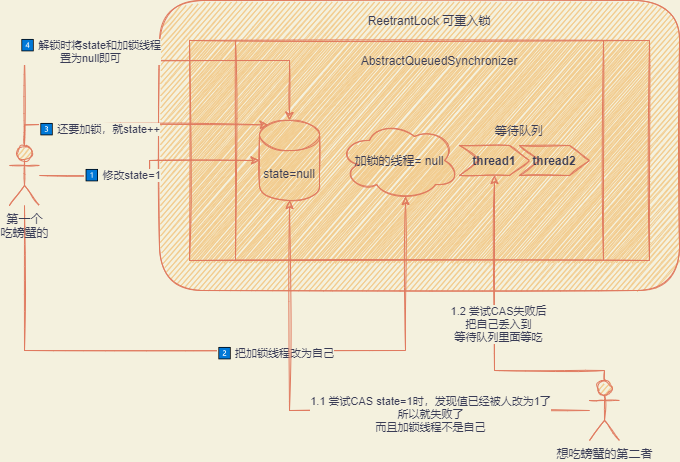 ReetrantLock 可重入锁
4 解锁时将state和加锁线程
置为null即可
AbstractQueuedSynchronizer
3 还要加锁，就state++
等待队列
加锁的线程= null
thread1
thread2
1 修改state=1
state=null
第一个
吃螃蟹的
1.2 尝试CAS失败后
把自己丢入到
等待队列里面等吃
2 把加锁线程改为自己
1.1 尝试CAS state=1时，发现值已经被人改为1了
所以就失败了
而且加锁线程不是自己
想吃螃蟹的第二者